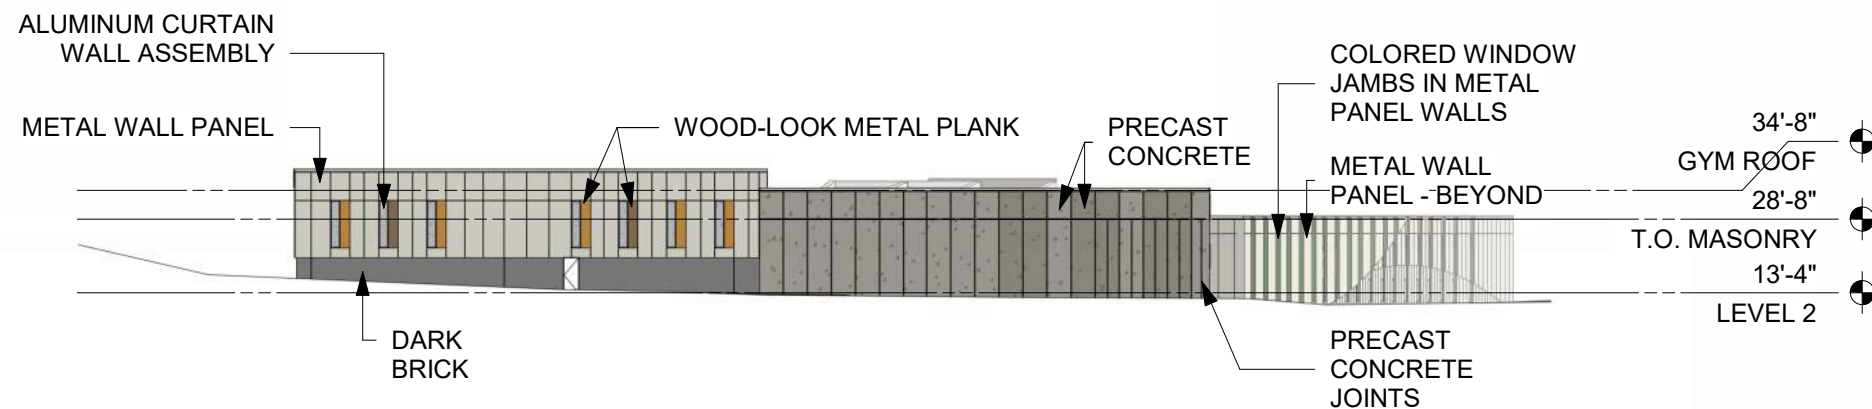 ALUMINUM CURTAIN
WALL ASSEMBLY
METAL WALL PANEL
WOOD-LOOK METAL PLANK
PRECAST
CONCRETE
COLORED WINDOW
JAMBS IN METAL
PANEL WALLS
METAL WALL
PANEL - BEYOND
34'-8"
GYM ROOF
28'-8"
T.O. MASONRY
13'-4"
LEVEL 2
DARK
BRICK
PRECAST
CONCRETE
JOINTS